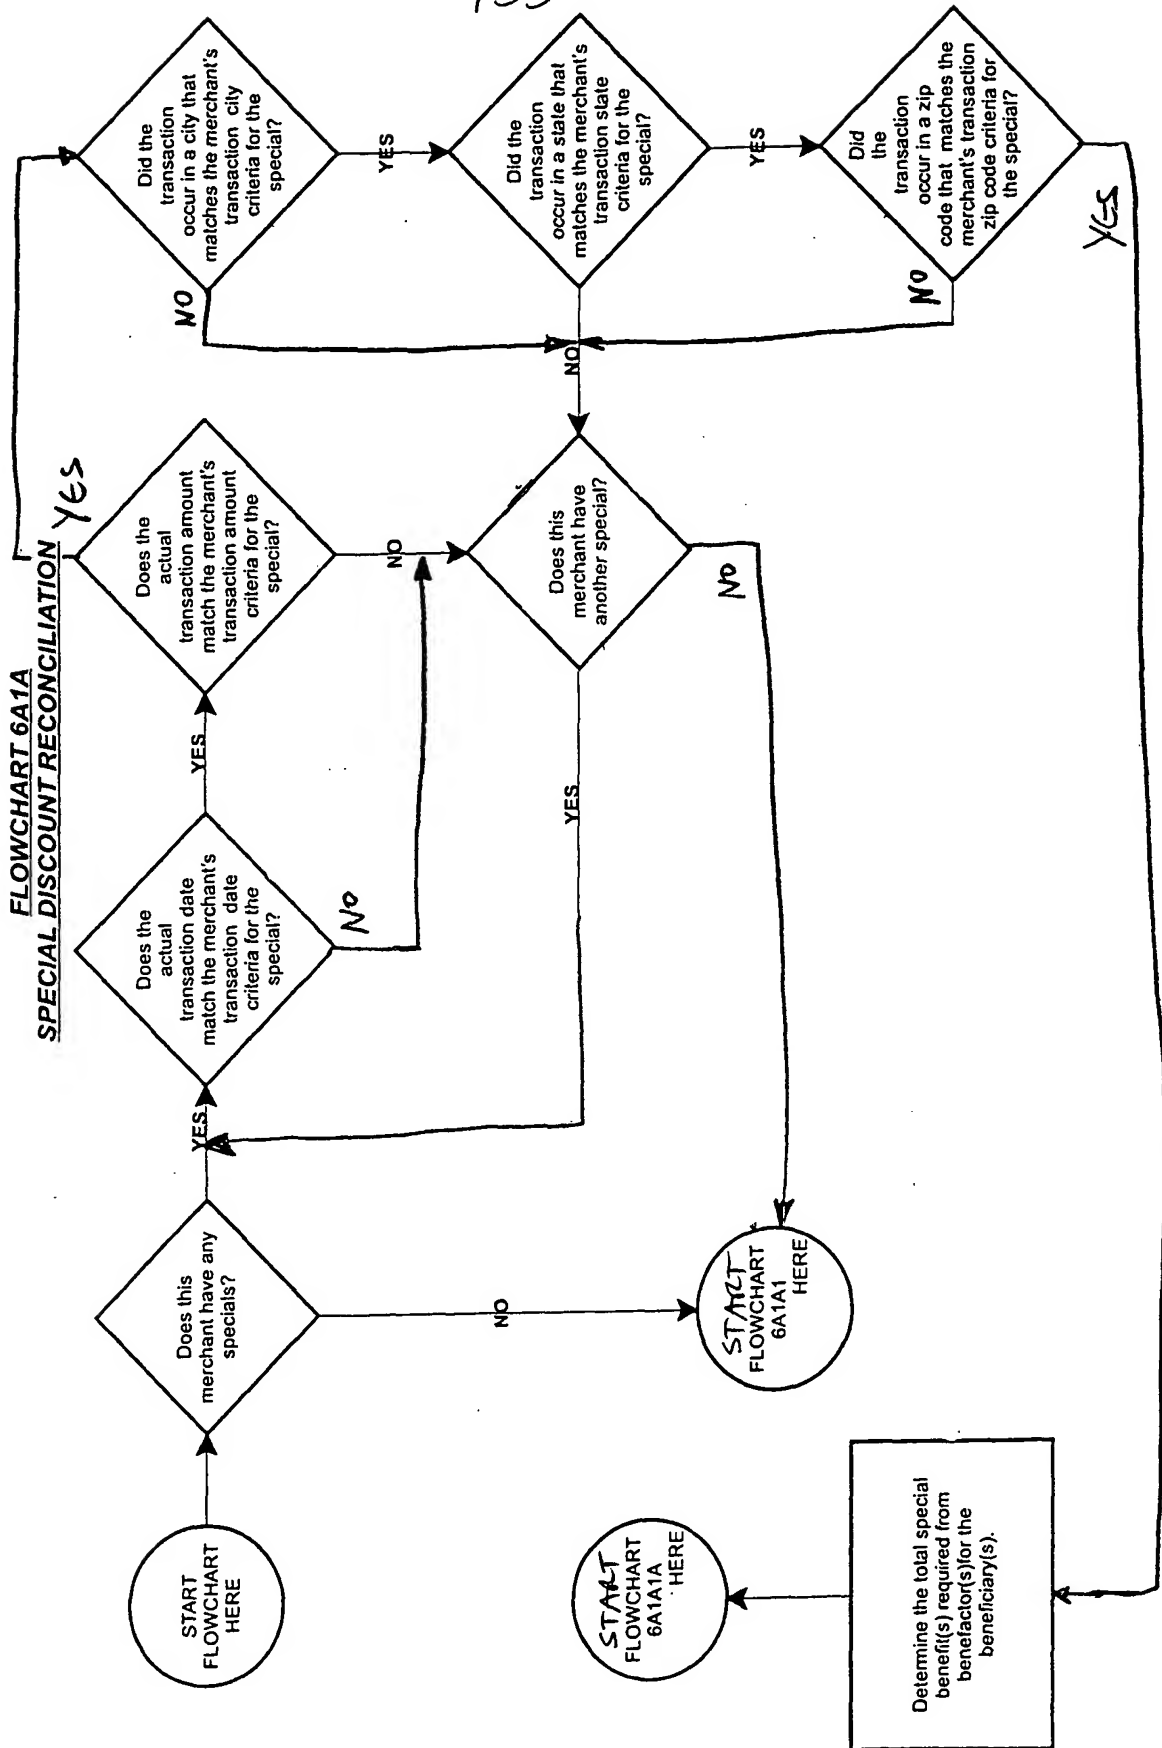 FLOWCHART 6A1A
SPECIAL DISCOUNT RECONCILIATION
START
FLOWCHART
HERE
Does this
merchant have any
specials?
YES
NO
Does the
actual
transaction date
match the merchant's
transaction date
criteria for the
special?
YES
NO
Does the
actual
transaction amount
match the merchant's
transaction amount
criteria for the
special?
YES
NO
Did the
transaction
occur in a city that
matches the merchant's
transaction city
criteria for the
special?
NO
YES
Did the
transaction
occur in a state that
matches the merchant's
transaction state
criteria for the
special?
NO
YES
Did
the
transaction
occur in a zip
code that matches the
merchant's transaction
zip code criteria for
the special?
NO
YES
Does this
merchant have
another special?
YES
NO
START
FLOWCHART
6A1A1
HERE
START
FLOWCHART
6A1A1A
HERE
Determine the total special
benefit(s) required from
benefactor(s)for the
beneficiary(s).